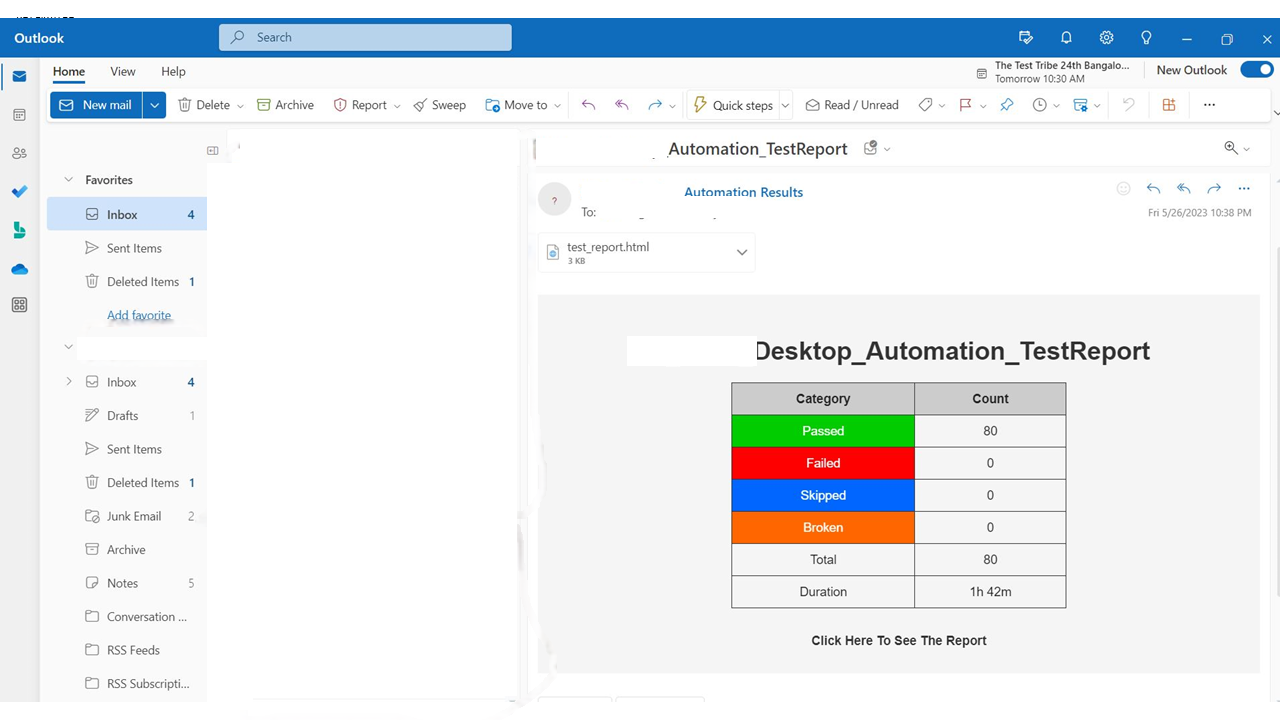 Outlook
Search
Home View Help
The Test Tribe 24th Bangalo...
Tomorrow 10:30 AM
New Outlook
New mail Delete Archive Report Sweep Move to Quick steps Read / Unread
Automation_TestReport
Favorites
Inbox 4
Sent Items
Deleted Items 1
Add favorite
Inbox 4
Drafts 1
Sent Items
Deleted Items 1
Junk Email 2
Archive
Notes 5
Conversation ...
RSS Feeds
RSS Subscripti...
?
Automation Results
To:
Fri 5/26/2023 10:38 PM
test_report.html
3 KB
Desktop_Automation_TestReport
Category Count
Passed 80
Failed 0
Skipped 0
Broken 0
Total 80
Duration 1h 42m
Click Here To See The Report